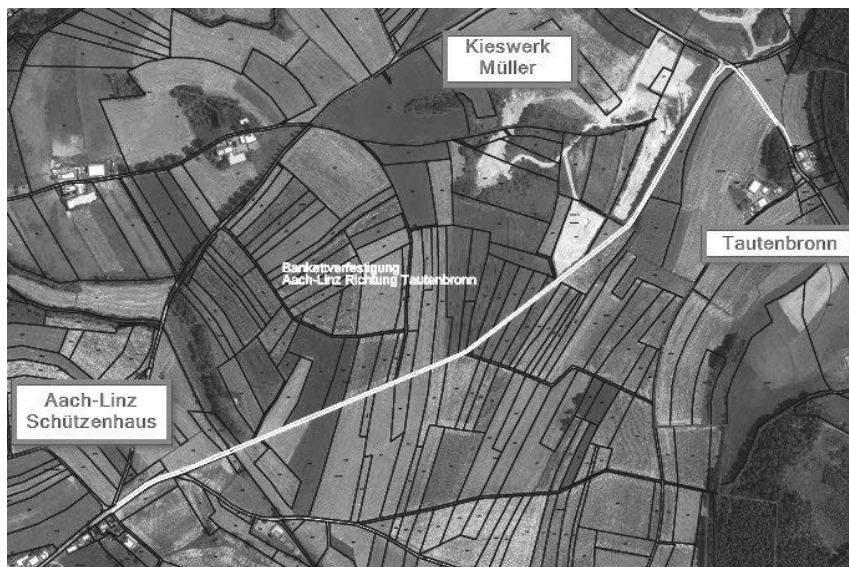 Kieswerk
Müller
Tautenbronn
Bankettverfestigung
Aach-Linz Richtung Tautenbronn
Aach-Linz
Schützenhaus